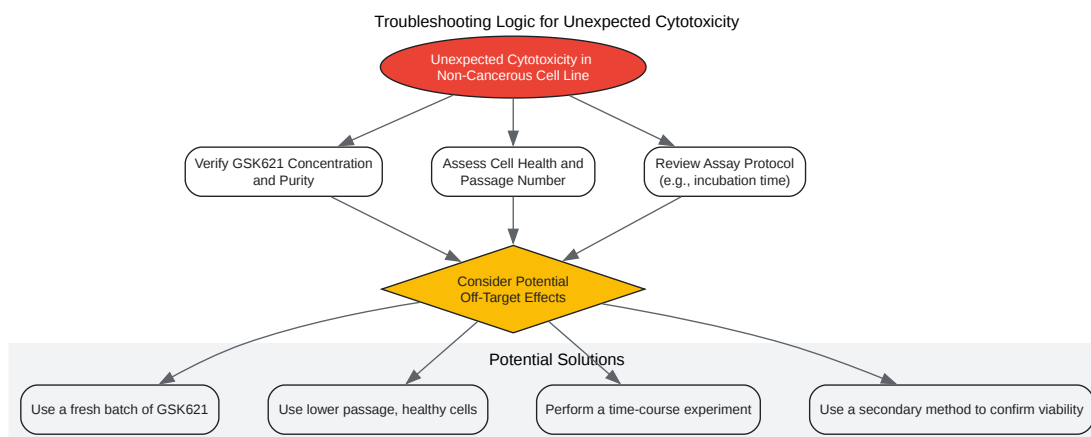 Troubleshooting Logic for Unexpected Cytotoxicity
Unexpected Cytotoxicity in
Non-Cancerous Cell Line
Verify GSK621 Concentration
and Purity
Assess Cell Health and
Passage Number
Review Assay Protocol
(e.g., incubation time)
Consider Potential
Off-Target Effects
Potential Solutions
Use a fresh batch of GSK621
Use lower passage, healthy cells
Perform a time-course experiment
Use a secondary method to confirm viability